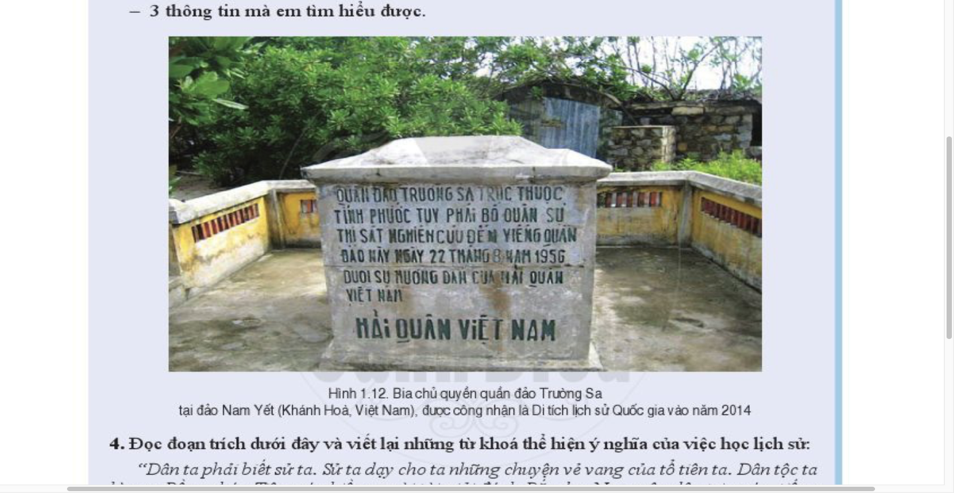 – 3 thông tin mà em tìm hiểu được.
QUẦN ĐẢO TRƯỜNG SA TRỰC THUỘC
TỈNH PHƯỚC TUY PHÁI BỘ QUÂN SỰ
THỊ SÁT NGHIÊN CỨU ĐẾN VIẾNG QUẦN
ĐẢO NÀY NGÀY 22 THÁNG 8 NĂM 1956
DƯỚI SỰ HƯỚNG DẪN CỦA HẢI QUÂN
VIỆT NAM
HẢI QUÂN VIỆT NAM
Hình 1.12. Bia chủ quyền quần đảo Trường Sa
tại đảo Nam Yết (Khánh Hoà, Việt Nam), được công nhận là Di tích lịch sử Quốc gia vào năm 2014
4. Đọc đoạn trích dưới đây và viết lại những từ khoá thể hiện ý nghĩa của việc học lịch sử:
“Dân ta phải biết sử ta. Sử ta dạy cho ta những chuyện vẻ vang của tổ tiên ta. Dân tộc ta